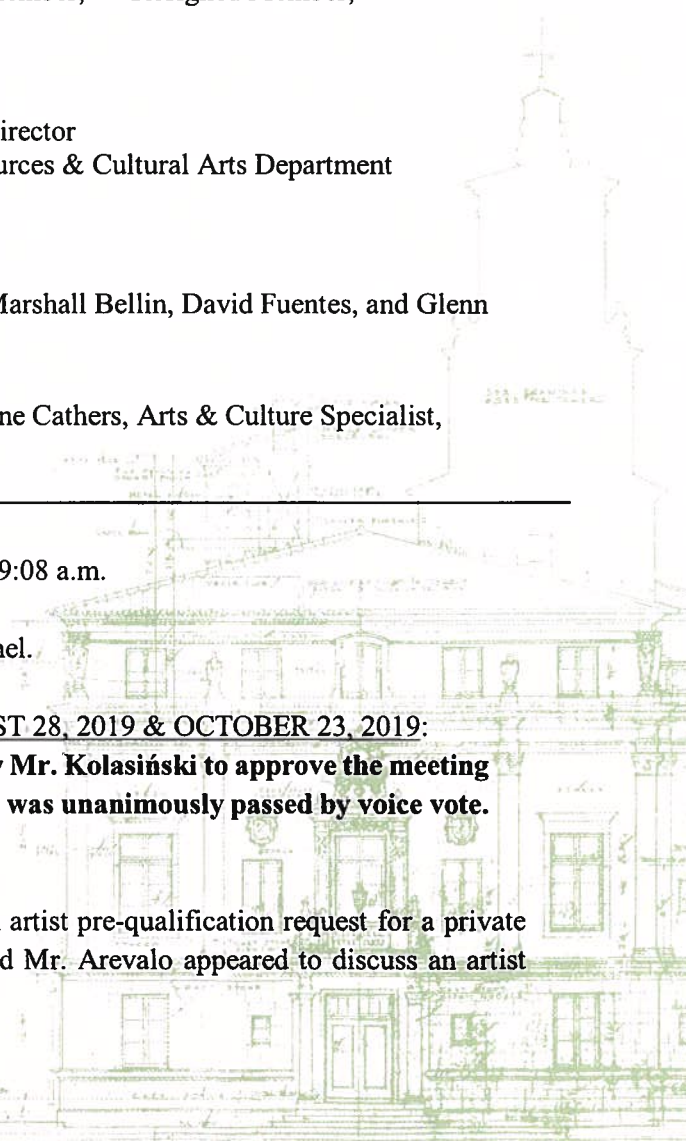 irector
urces & Cultural Arts Department
Marshall Bellin, David Fuentes, and Glenn
ne Cathers, Arts & Culture Specialist,
9:08 a.m.
nel.
ST 28, 2019 & OCTOBER 23, 2019:
y Mr. Kolasiński to approve the meeting
was unanimously passed by voice vote.
artist pre-qualification request for a private
d Mr. Arevalo appeared to discuss an artist